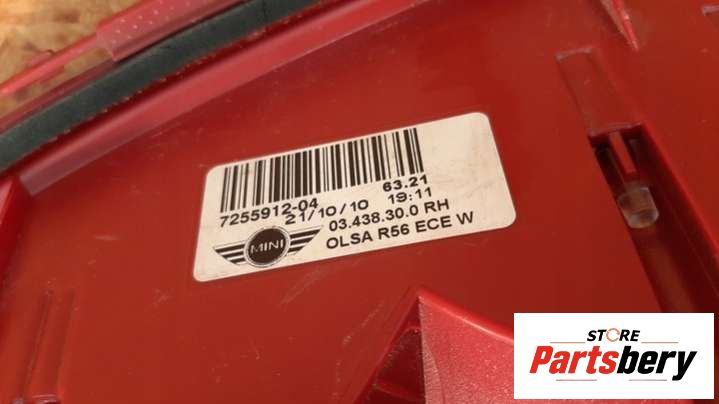 7255912-04 63.21
21/10/10 19:11
03.438.30.0 RH
MINI OLSA R56 ECE W
STORE
Partsbery